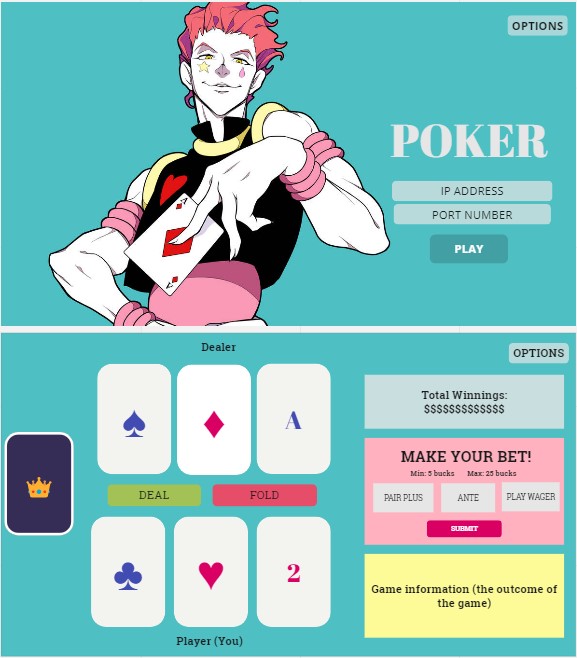 OPTIONS
A
A
POKER
IP ADDRESS
PORT NUMBER
PLAY
Dealer
OPTIONS
A
Total Winnings:
$$$$$$$$$$$$$
MAKE YOUR BET!
Min: 5 bucks Max: 25 bucks
PAIR PLUS ANTE PLAY WAGER
SUBMIT
DEAL FOLD
2
Game information (the outcome of
the game)
Player (You)